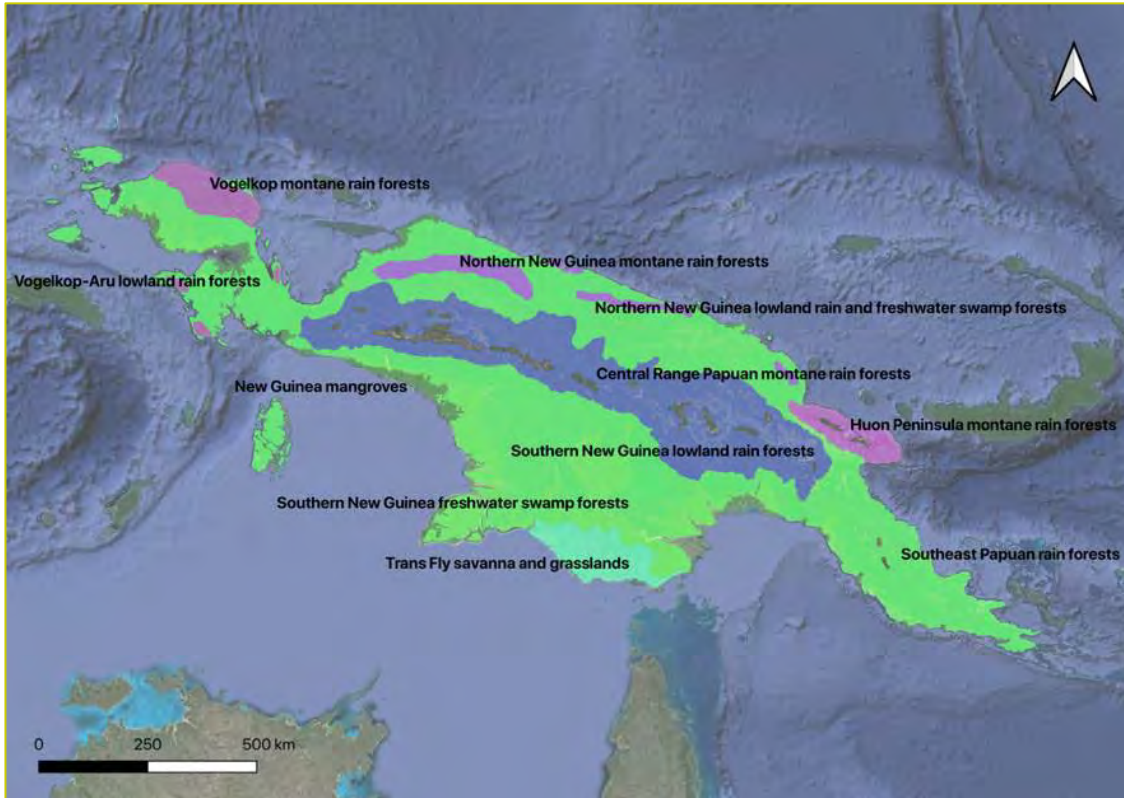 Vogelkop montane rain forests
Northern New Guinea montane rain forests
Vogelkop-Aru lowland rain forests
Northern New Guinea lowland rain and freshwater swamp forests
Central Range Papuan montane rain forests
New Guinea mangroves
Huon Peninsula montane rain forests
Southern New Guinea lowland rain forests
Southern New Guinea freshwater swamp forests
Southeast Papuan rain forests
Trans Fly savanna and grasslands
0 250 500 km